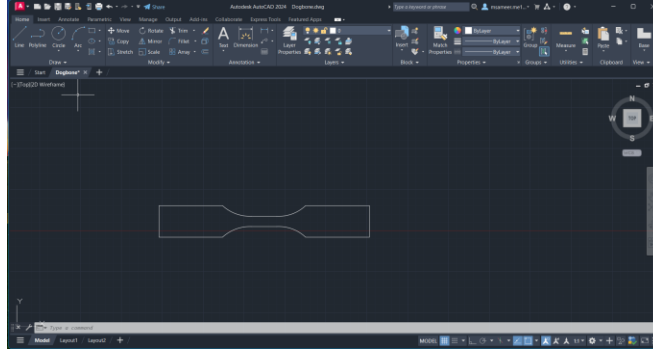 Share
Autodesk AutoCAD 2024 Dogbone.dwg
Type a keyword or phrase
Home Insert Annotate Parametric View Manage Output Add-ins Collaborate Express Tools Featured Apps
Move Rotate Trim
Copy Mirror Fillet
Stretch Scale Array
Line Polyline Circle Arc
Text Dimension
Layer Properties
Insert
Match Properties
ByLayer
ByLayer
ByLayer
Group
Measure
Paste
Base
Draw Modify Annotation Layers Block Properties Groups Utilities Clipboard View
Start Dogbone*
[-][Top][2D Wireframe]
N
W TOP
S
Y
Type a command
Model Layout1 Layout2
MODEL